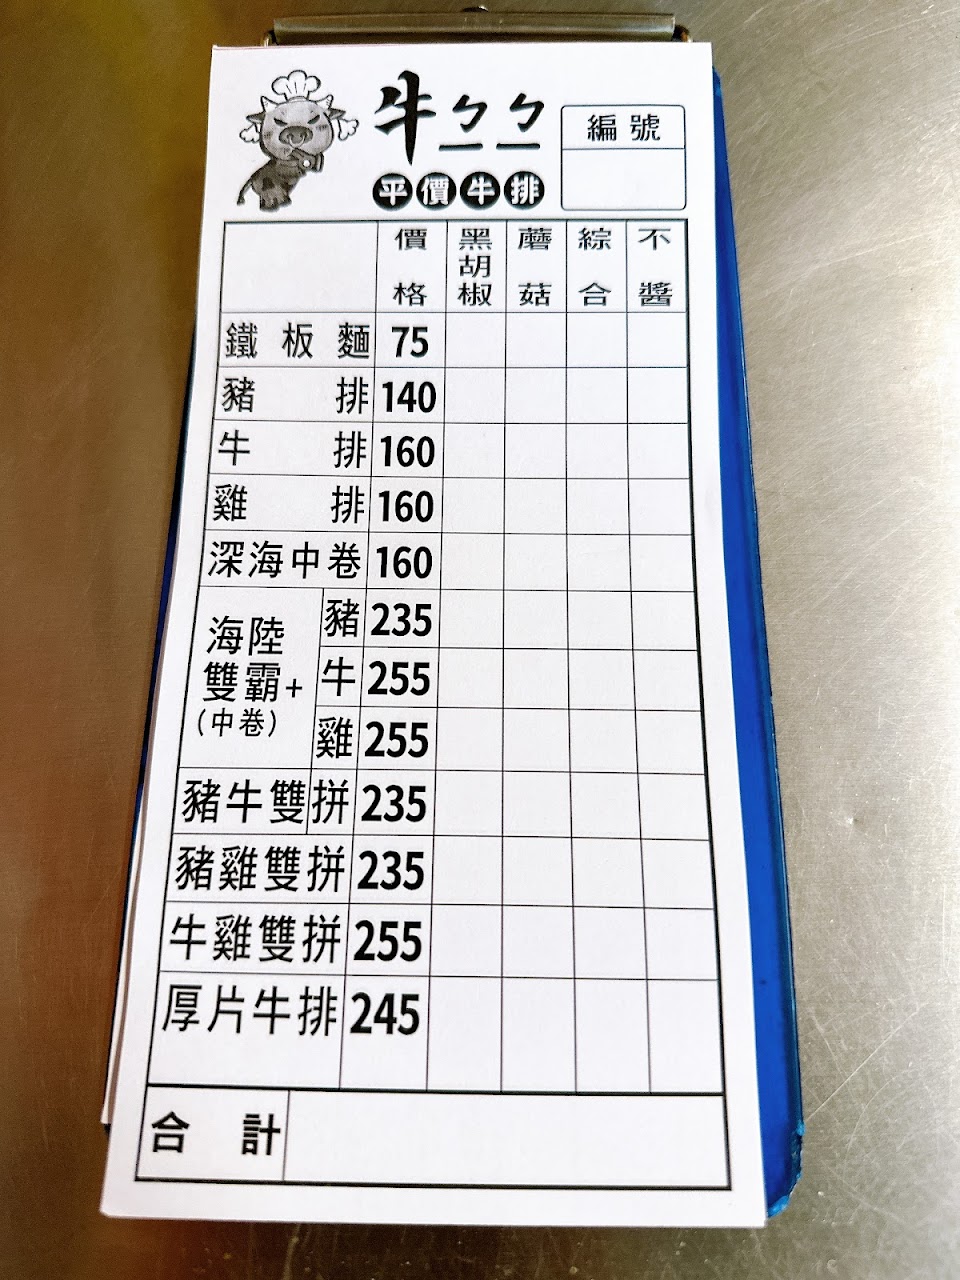 牛ㄅㄅ
平價牛排
編號
價格 黑胡椒 蘑菇 綜合 不醬
鐵板麵 75
豬排 140
牛排 160
雞排 160
深海中卷 160
海陸雙霸+(中卷)
豬 235
牛 255
雞 255
豬牛雙拼 235
豬雞雙拼 235
牛雞雙拼 255
厚片牛排 245
合計